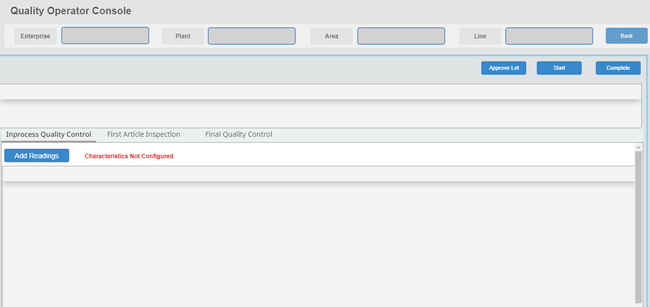 Quality Operator Console
Enterprise Plant Area Line Back
Approve Lot Start Complete
Inprocess Quality Control First Article Inspection Final Quality Control
Add Readings Characteristics Not Configured